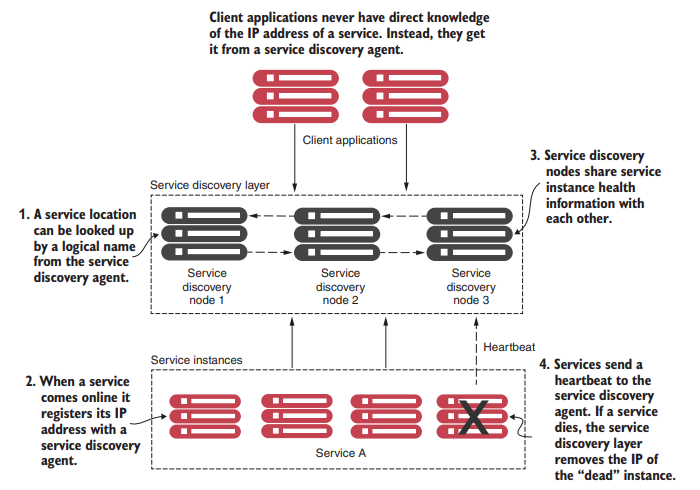 Client applications never have direct knowledge
of the IP address of a service. Instead, they get
it from a service discovery agent.
Client applications
3. Service discovery
nodes share service
instance health
information with
each other.
Service discovery layer
1. A service location
can be looked up
by a logical name
from the service
discovery agent.
Service
discovery
node 1
Service
discovery
node 2
Service
discovery
node 3
Heartbeat
Service instances
4. Services send a
heartbeat to the
service discovery
agent. If a service
dies, the service
discovery layer
removes the IP of
the “dead” instance.
2. When a service
comes online it
registers its IP
address with a
service discovery
agent.
X
Service A